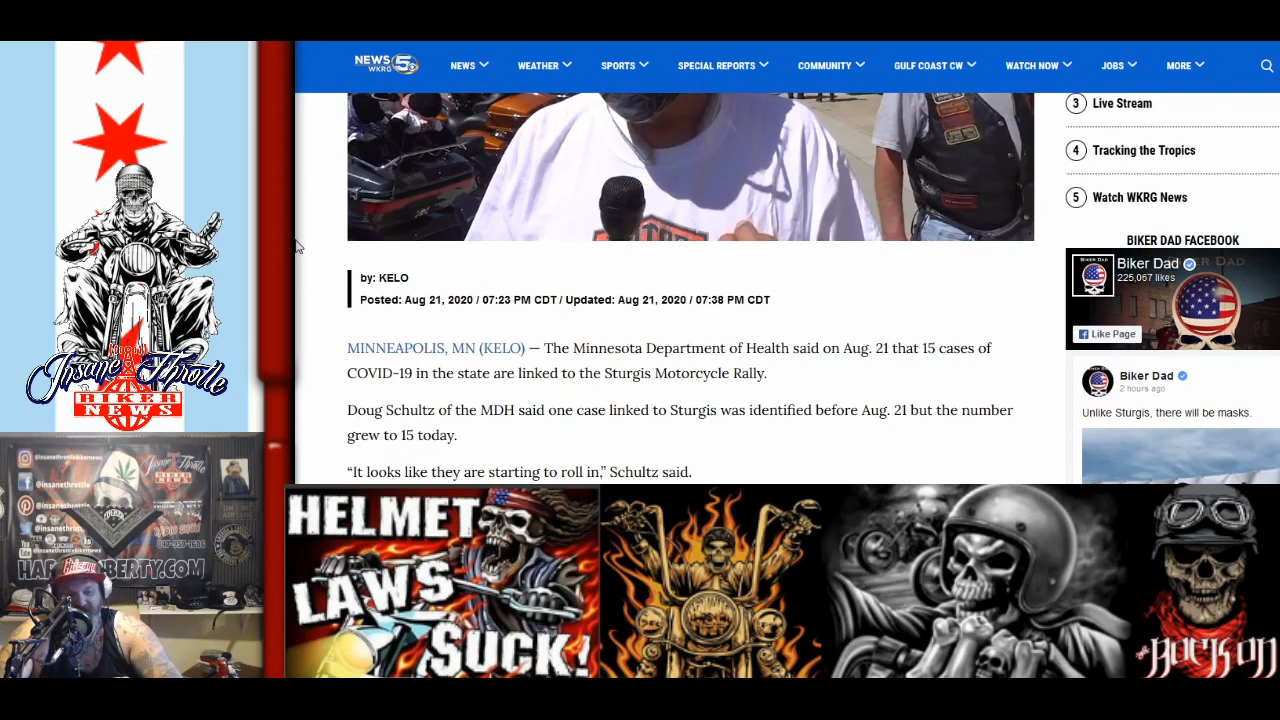 NEWS 5
WKRG
NEWS
WEATHER
SPORTS
SPECIAL REPORTS
COMMUNITY
GULF COAST CW
WATCH NOW
JOBS
MORE
3 Live Stream
4 Tracking the Tropics
5 Watch WKRG News
BIKER DAD FACEBOOK
Biker Dad
225,067 likes
Like Page
Biker Dad
2 hours ago
Unlike Sturgis, there will be masks.
by: KELO
Posted: Aug 21, 2020 / 07:23 PM CDT / Updated: Aug 21, 2020 / 07:38 PM CDT
MINNEAPOLIS, MN (KELO) — The Minnesota Department of Health said on Aug. 21 that 15 cases of
COVID-19 in the state are linked to the Sturgis Motorcycle Rally.
Doug Schultz of the MDH said one case linked to Sturgis was identified before Aug. 21 but the number
grew to 15 today.
“It looks like they are starting to roll in,” Schultz said.
Insane Throttle
BIKER
NEWS
@insanethrottlebikernews
@insanethrottle
@insanethrottle
@insanethrottlebikernews
HELMET
LAWS
SUCK!
ROCK ON